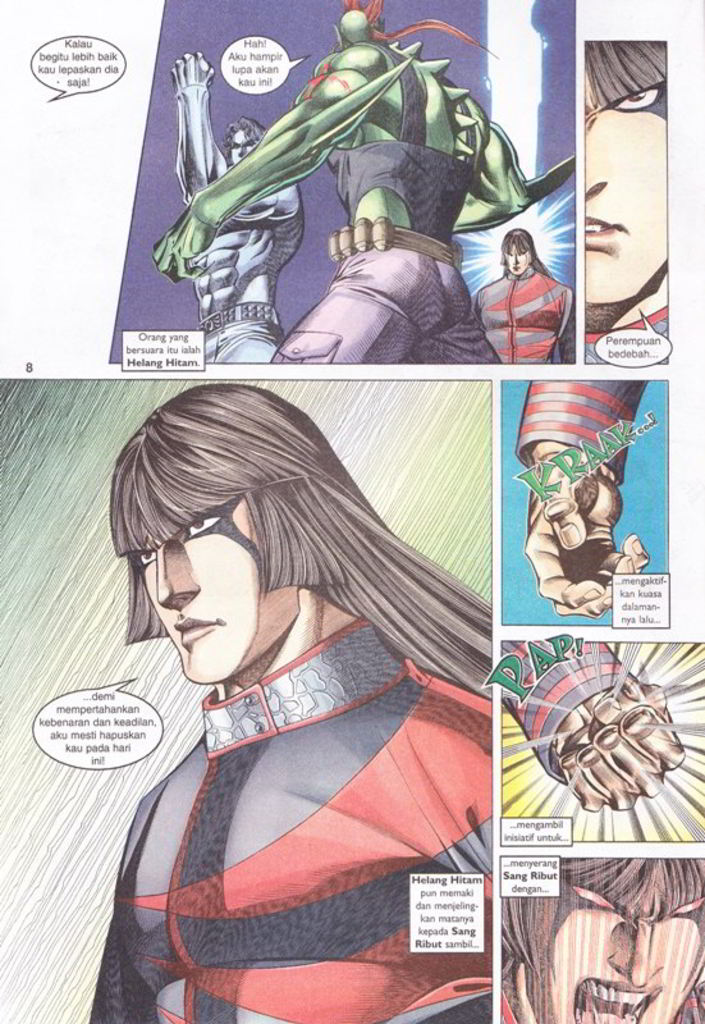 Kalau
begitu lebih baik
kau lepaskan dia
saja!
Hah!
Aku hampir
lupa akan
kau ini!
Orang yang
bersuara itu ialah
Helang Hitam.
Perempuan
bedebah...
8
...demi
mempertahankan
kebenaran dan keadilan,
aku mesti hapuskan
kau pada hari
ini!
Helang Hitam
pun memaki
dan menjeling-
kan matanya
kepada Sang
Ribut sambil...
KRAAK...
...mengaktif-
kan kuasa
dalaman-
nya lalu...
PAP!
...mengambil
inisiatif untuk...
...menyerang
Sang Ribut
dengan...